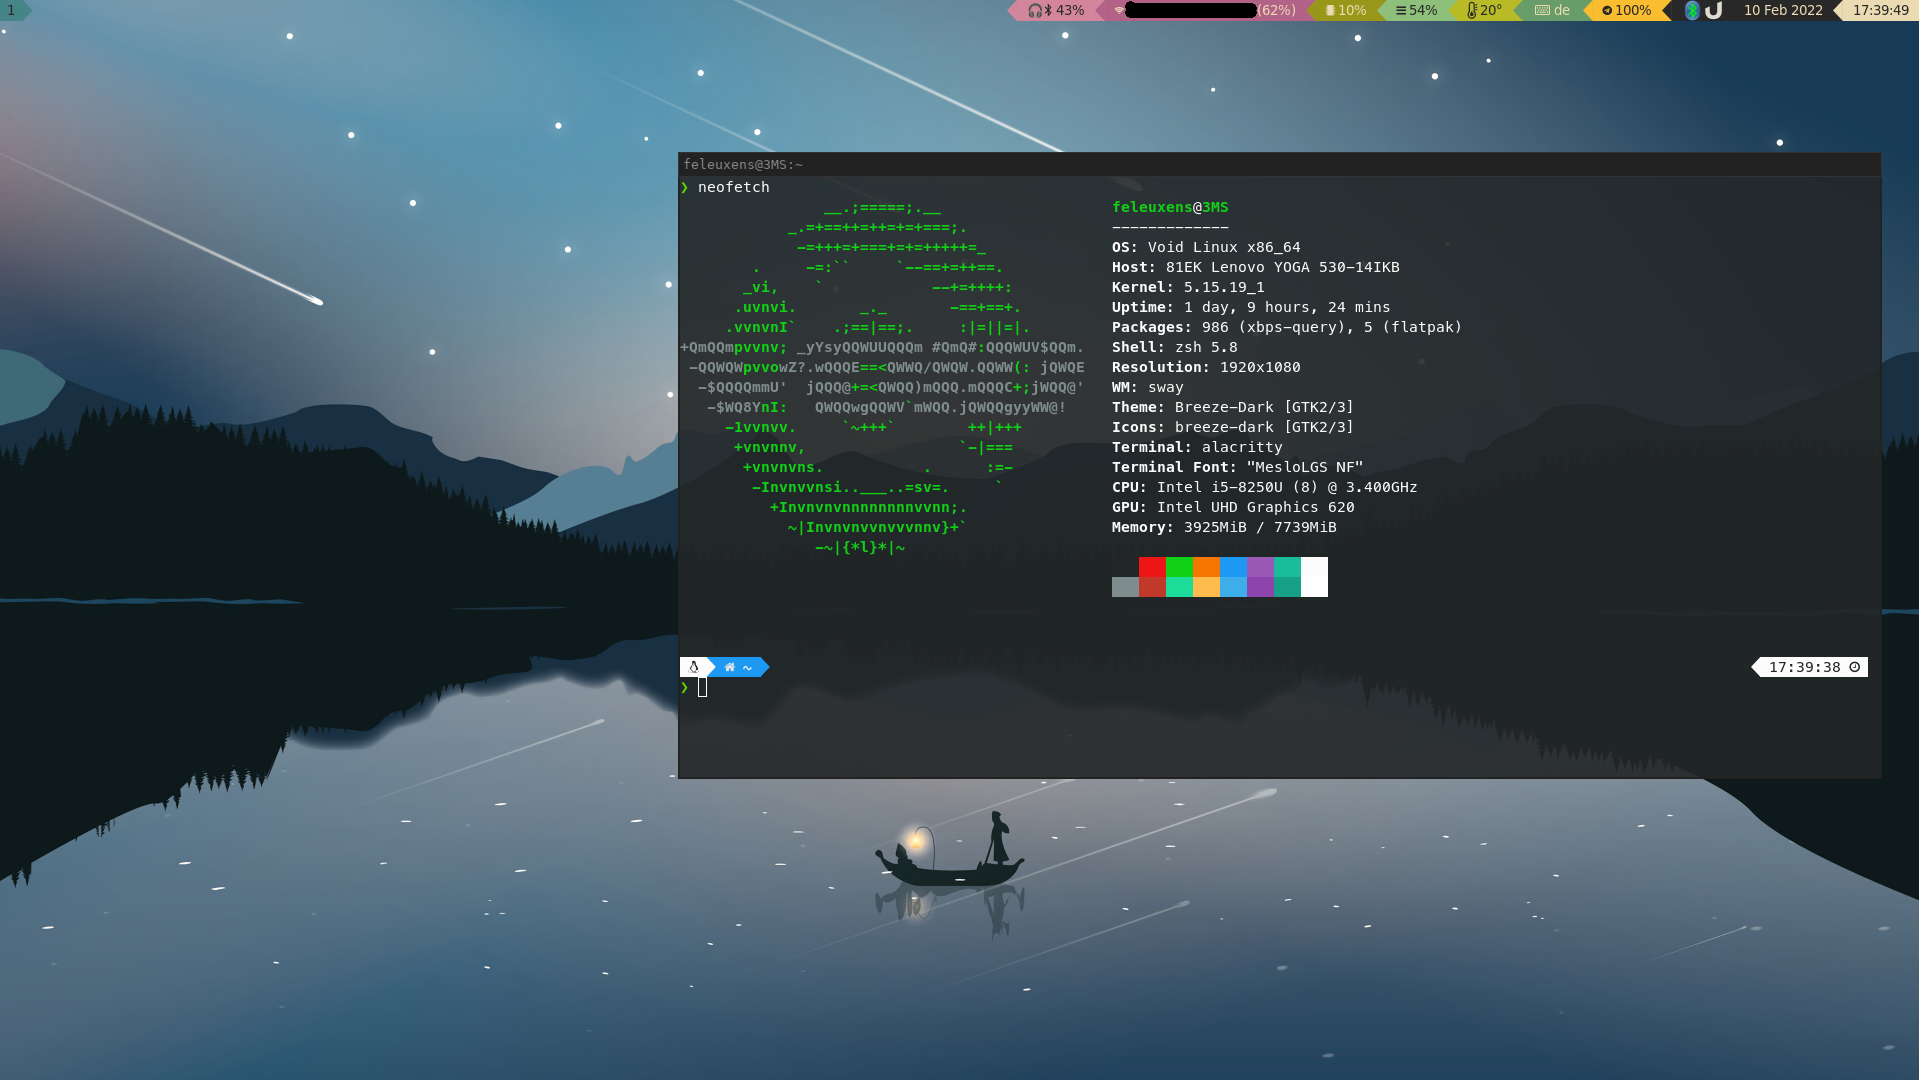 1
43%
(62%)
10%
54%
20°
de
100%
10 Feb 2022
17:39:49
feleuxens@3MS:~
❯ neofetch
__.;=====;.__
_.=+==++=++=+=+===;.
-=+++=+===+=+=+++++=_
.     -=:``     `--==+=++==.
_vi,    `            --+=++++:
.uvnvi.       _._       -==+==+.
.vvnvnI`    .;==|==;.     :|=||=|.
+QmQQmpvvnv; _yYsyQQWUUQQQm #QmQ#:QQQWUV$QQm.
-QQWQWpvvowZ?.wQQQE==<QWWQ/QWQW.QQWW(: jQWQE
-$QQQQmmU'  jQQQ@+=<QWQQ)mQQQ.mQQQC+;jWQQ@'
-$WQ8YnI:   QWQQwgQQWV`mWQQ.jQWQQgyyWW@!
-1vvnvv.     `~+++`        ++|+++
+vnvnnv,                 `-|===
+vnvnvns.           .      :=-
-Invnvvnsi..___..=sv=.     `
+Invnvnvnnnnnnnnvvnn;.
~|Invnvnvvnvvvnnv}+`
-~|{*l}*|~
feleuxens@3MS
-------------
OS: Void Linux x86_64
Host: 81EK Lenovo YOGA 530-14IKB
Kernel: 5.15.19_1
Uptime: 1 day, 9 hours, 24 mins
Packages: 986 (xbps-query), 5 (flatpak)
Shell: zsh 5.8
Resolution: 1920x1080
WM: sway
Theme: Breeze-Dark [GTK2/3]
Icons: breeze-dark [GTK2/3]
Terminal: alacritty
Terminal Font: "MesloLGS NF"
CPU: Intel i5-8250U (8) @ 3.400GHz
GPU: Intel UHD Graphics 620
Memory: 3925MiB / 7739MiB
~
17:39:38
❯